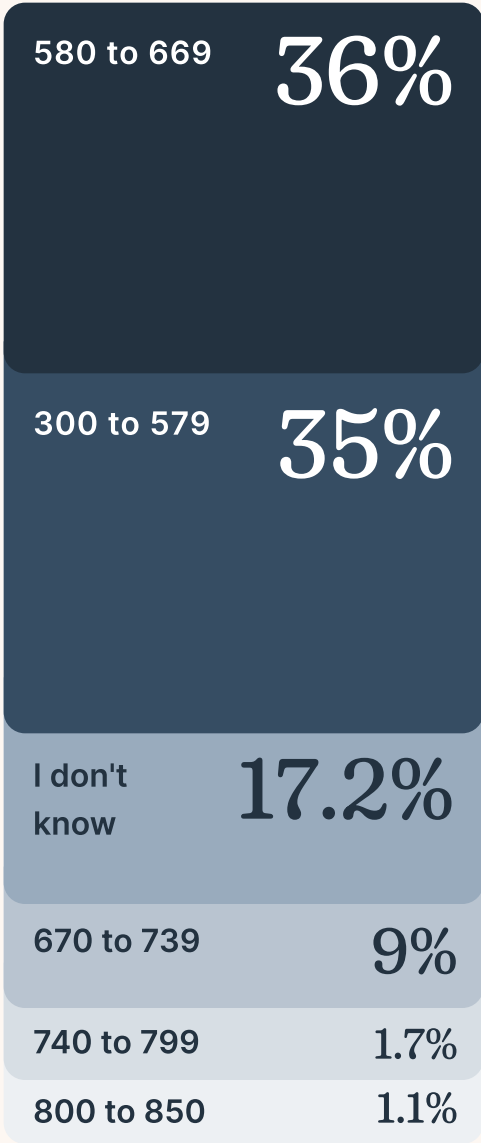 580 to 669 36%
300 to 579 35%
I don't 17.2%
know
670 to 739 9%
740 to 799 1.7%
800 to 850 1.1%